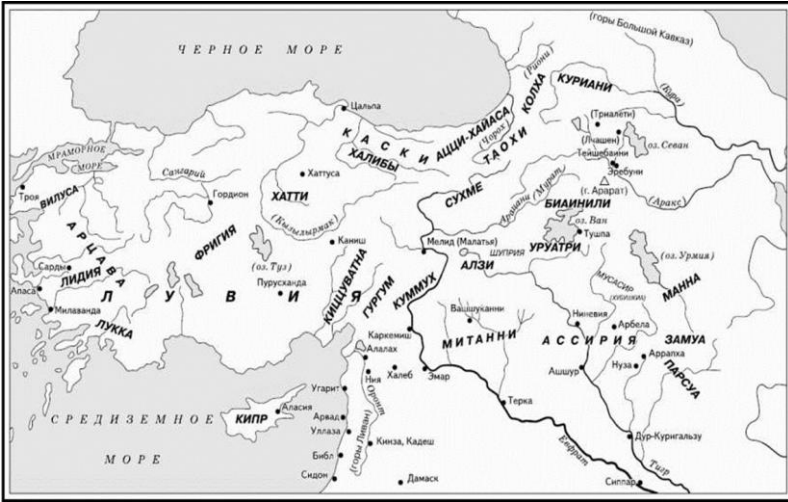 ЧЕРНОЕ МОРЕ
(горы Большой Кавказ)
(Риони)
КОЛХА
КУРИАНИ
(Кура)
Цальпа
КАСКИ
АЦЦИ-ХАЙАСА
(Чорох)
ТАОХИ
(Триалети)
(Лчашен)
оз. Севан
МРАМОРНОЕ
МОРЕ
ХАЛИБЫ
Тейшебаини
Эребуни
Сангарий
Хаттуса
(г. Арарат)
(Аракс)
Троя
ВИЛУСА
Гордион
ХАТТИ
СУХМЕ
Арацани (Мурат)
БИАИНИЛИ
(Кызылырмак)
оз. Ван
Тушпа
АРЦАВА
ФРИГИЯ
Каниш
Мелид (Малатья)
ШУПРИЯ
УРУАТРИ
(оз. Урмия)
Сарды
(оз. Туз)
АЛЗИ
ЛИДИЯ
КИЦЦУВАТНА
ГУРГУМ
КУММУХ
МУСАСИР
(ХУБУШКИА)
МАННА
Апаса
ЛУВИЯ
Пурусханда
Милаванда
Вашшуканни
Ниневия
Арбела
ЛУККА
Каркемиш
МИТАННИ
АССИРИЯ
ЗАМУА
Алалах
Аррапха
Ния
Халеб
Эмар
Ашшур
Нуза
ПАРСУА
Угарит
Оронт
Терка
СРЕДИЗЕМНОЕ
МОРЕ
КИПР
Аласия
Арвад
Уллаза
(горы Ливан)
Кинза, Кадеш
Евфрат
Дур-Куригальзу
Библ
Тигр
Сидон
Дамаск
Сиппар